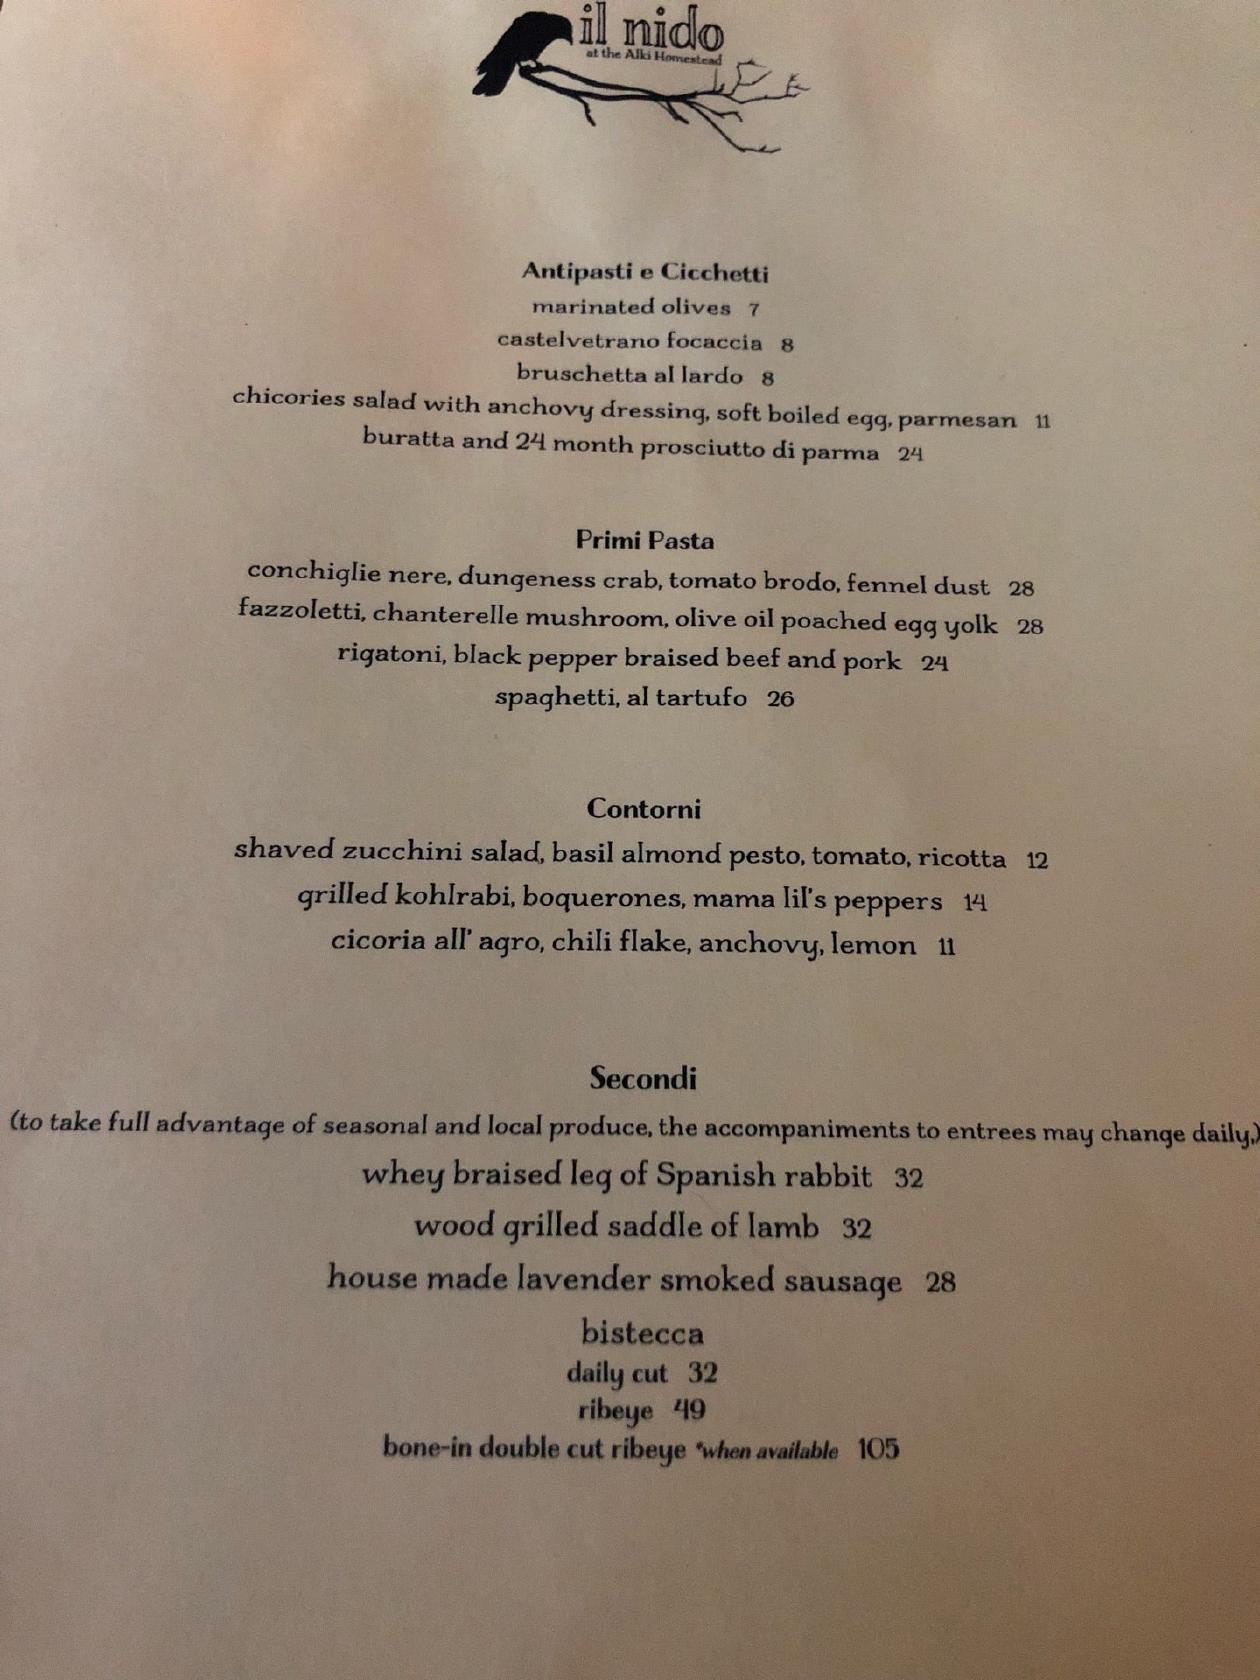 il nido
at the Alki Homestead
Antipasti e Cicchetti
marinated olives 7
castelvetrano focaccia 8
bruschetta al lardo 8
chicories salad with anchovy dressing, soft boiled egg, parmesan 11
buratta and 24 month prosciutto di parma 24
Primi Pasta
conchiglie nere, dungeness crab, tomato brodo, fennel dust 28
fazzoletti, chanterelle mushroom, olive oil poached egg yolk 28
rigatoni, black pepper braised beef and pork 24
spaghetti, al tartufo 26
Contorni
shaved zucchini salad, basil almond pesto, tomato, ricotta 12
grilled kohlrabi, boquerones, mama lil's peppers 14
cicoria all' agro, chili flake, anchovy, lemon 11
Secondi
(to take full advantage of seasonal and local produce, the accompaniments to entrees may change daily.)
whey braised leg of Spanish rabbit 32
wood grilled saddle of lamb 32
house made lavender smoked sausage 28
bistecca
daily cut 32
ribeye 49
bone-in double cut ribeye *when available 105